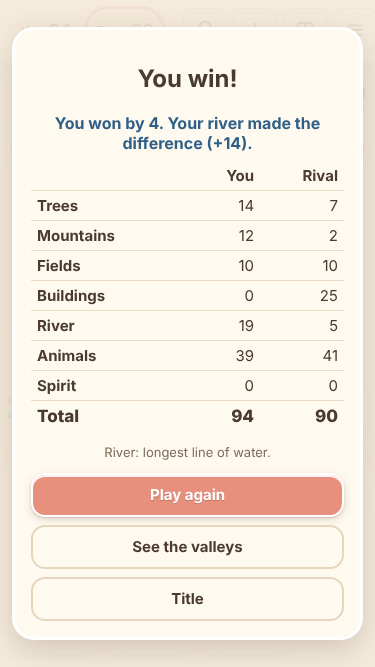 You win!
You won by 4. Your river made the
difference (+14).
You Rival
Trees 14 7
Mountains 12 2
Fields 10 10
Buildings 0 25
River 19 5
Animals 39 41
Spirit 0 0
Total 94 90
River: longest line of water.
Play again
See the valleys
Title